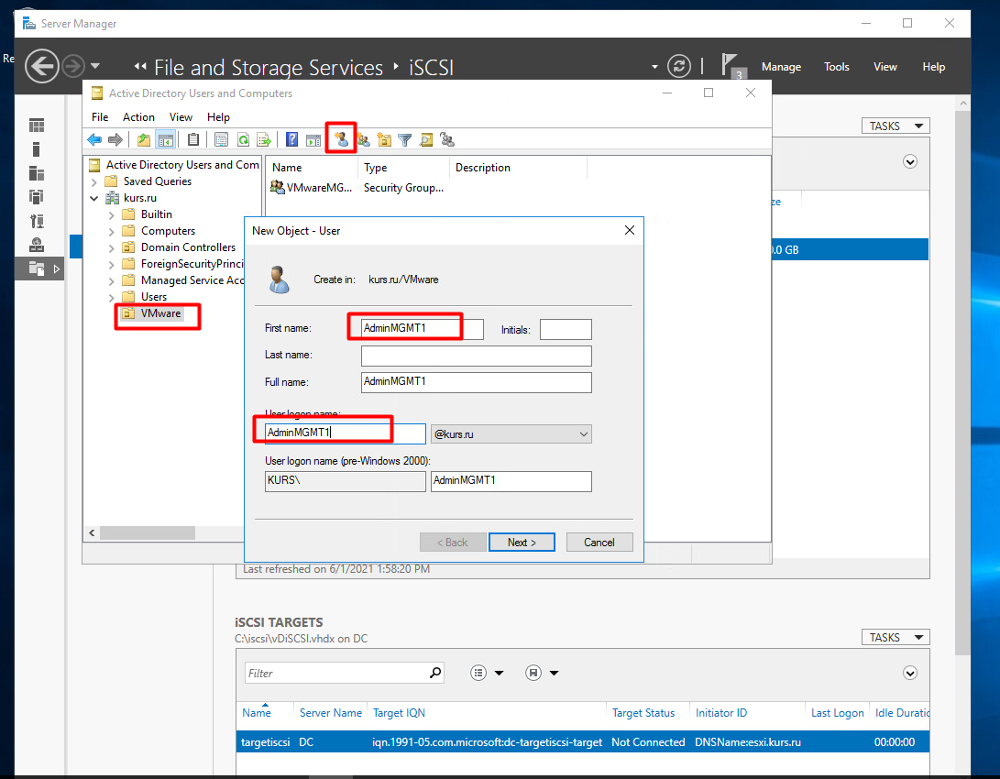 Server Manager
Re
File and Storage Services
iSCSI
3
Manage
Tools
View
Help
Active Directory Users and Computers
File
Action
View
Help
TASKS
Active Directory Users and Com
Saved Queries
kurs.ru
Builtin
Computers
Domain Controllers
ForeignSecurityPrinci
Managed Service Acc
Users
VMware
Name
Type
Description
VMwareMG...
Security Group...
ze
0.0 GB
New Object - User
Create in:
kurs.ru/VMware
First name:
AdminMGMT1
Initials:
Last name:
Full name:
AdminMGMT1
User logon name:
AdminMGMT1
@kurs.ru
User logon name (pre-Windows 2000):
KURS\
AdminMGMT1
< Back
Next >
Cancel
Last refreshed on 6/1/2021 1:58:20 PM
iSCSI TARGETS
C:\iscsi\vDiSCSI.vhdx on DC
TASKS
Filter
Name
Server Name
Target IQN
Target Status
Initiator ID
Last Logon
Idle Duratic
targetiscsi
DC
iqn.1991-05.com.microsoft:dc-targetiscsi-target
Not Connected
DNSName:esxi.kurs.ru
00:00:00